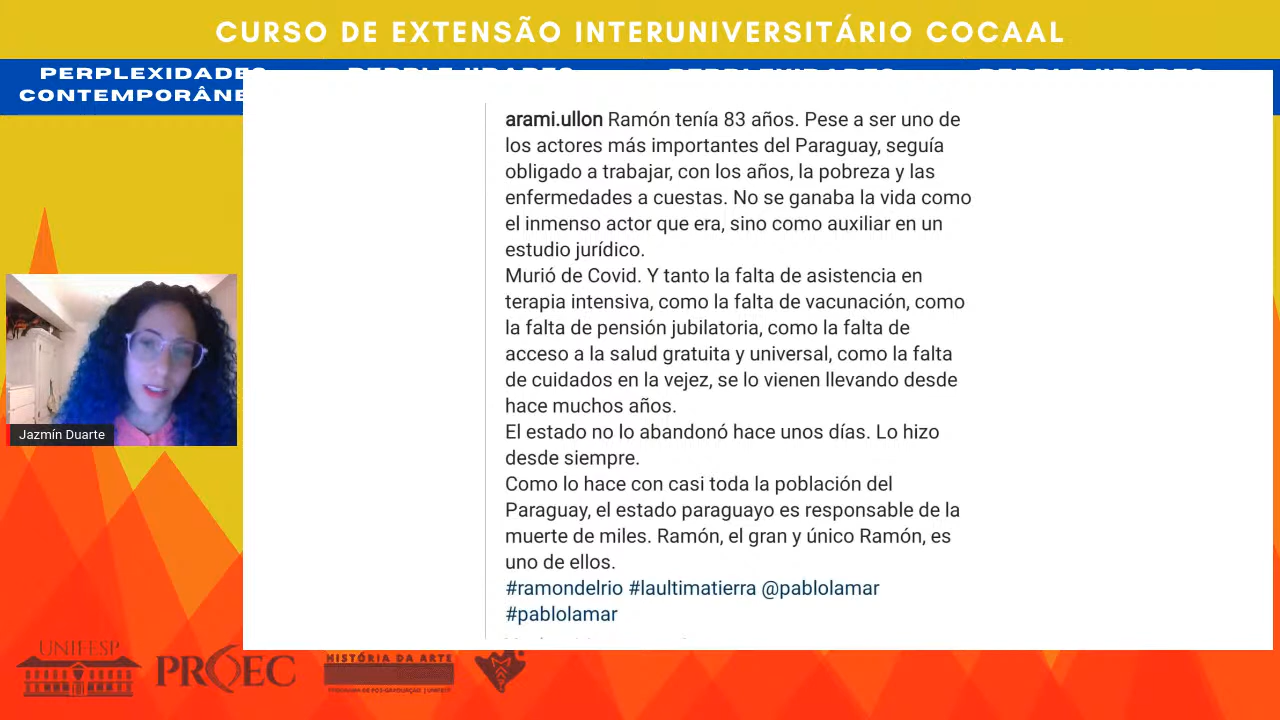 CURSO DE EXTENSÃO INTERUNIVERSITÁRIO COCAAL
PERPLEXIDADES
CONTEMPORÂNE
arami.ullon Ramón tenía 83 años. Pese a ser uno de
los actores más importantes del Paraguay, seguía
obligado a trabajar, con los años, la pobreza y las
enfermedades a cuestas. No se ganaba la vida como
el inmenso actor que era, sino como auxiliar en un
estudio jurídico.
Murió de Covid. Y tanto la falta de asistencia en
terapia intensiva, como la falta de vacunación, como
la falta de pensión jubilatoria, como la falta de
acceso a la salud gratuita y universal, como la falta
de cuidados en la vejez, se lo vienen llevando desde
hace muchos años.
El estado no lo abandonó hace unos días. Lo hizo
desde siempre.
Como lo hace con casi toda la población del
Paraguay, el estado paraguayo es responsable de la
muerte de miles. Ramón, el gran y único Ramón, es
uno de ellos.
#ramondelrio #laultimatierra @pablolamar
#pablolamar
Jazmín Duarte
UNIFESP
PROEC
HISTÓRIA DA ARTE